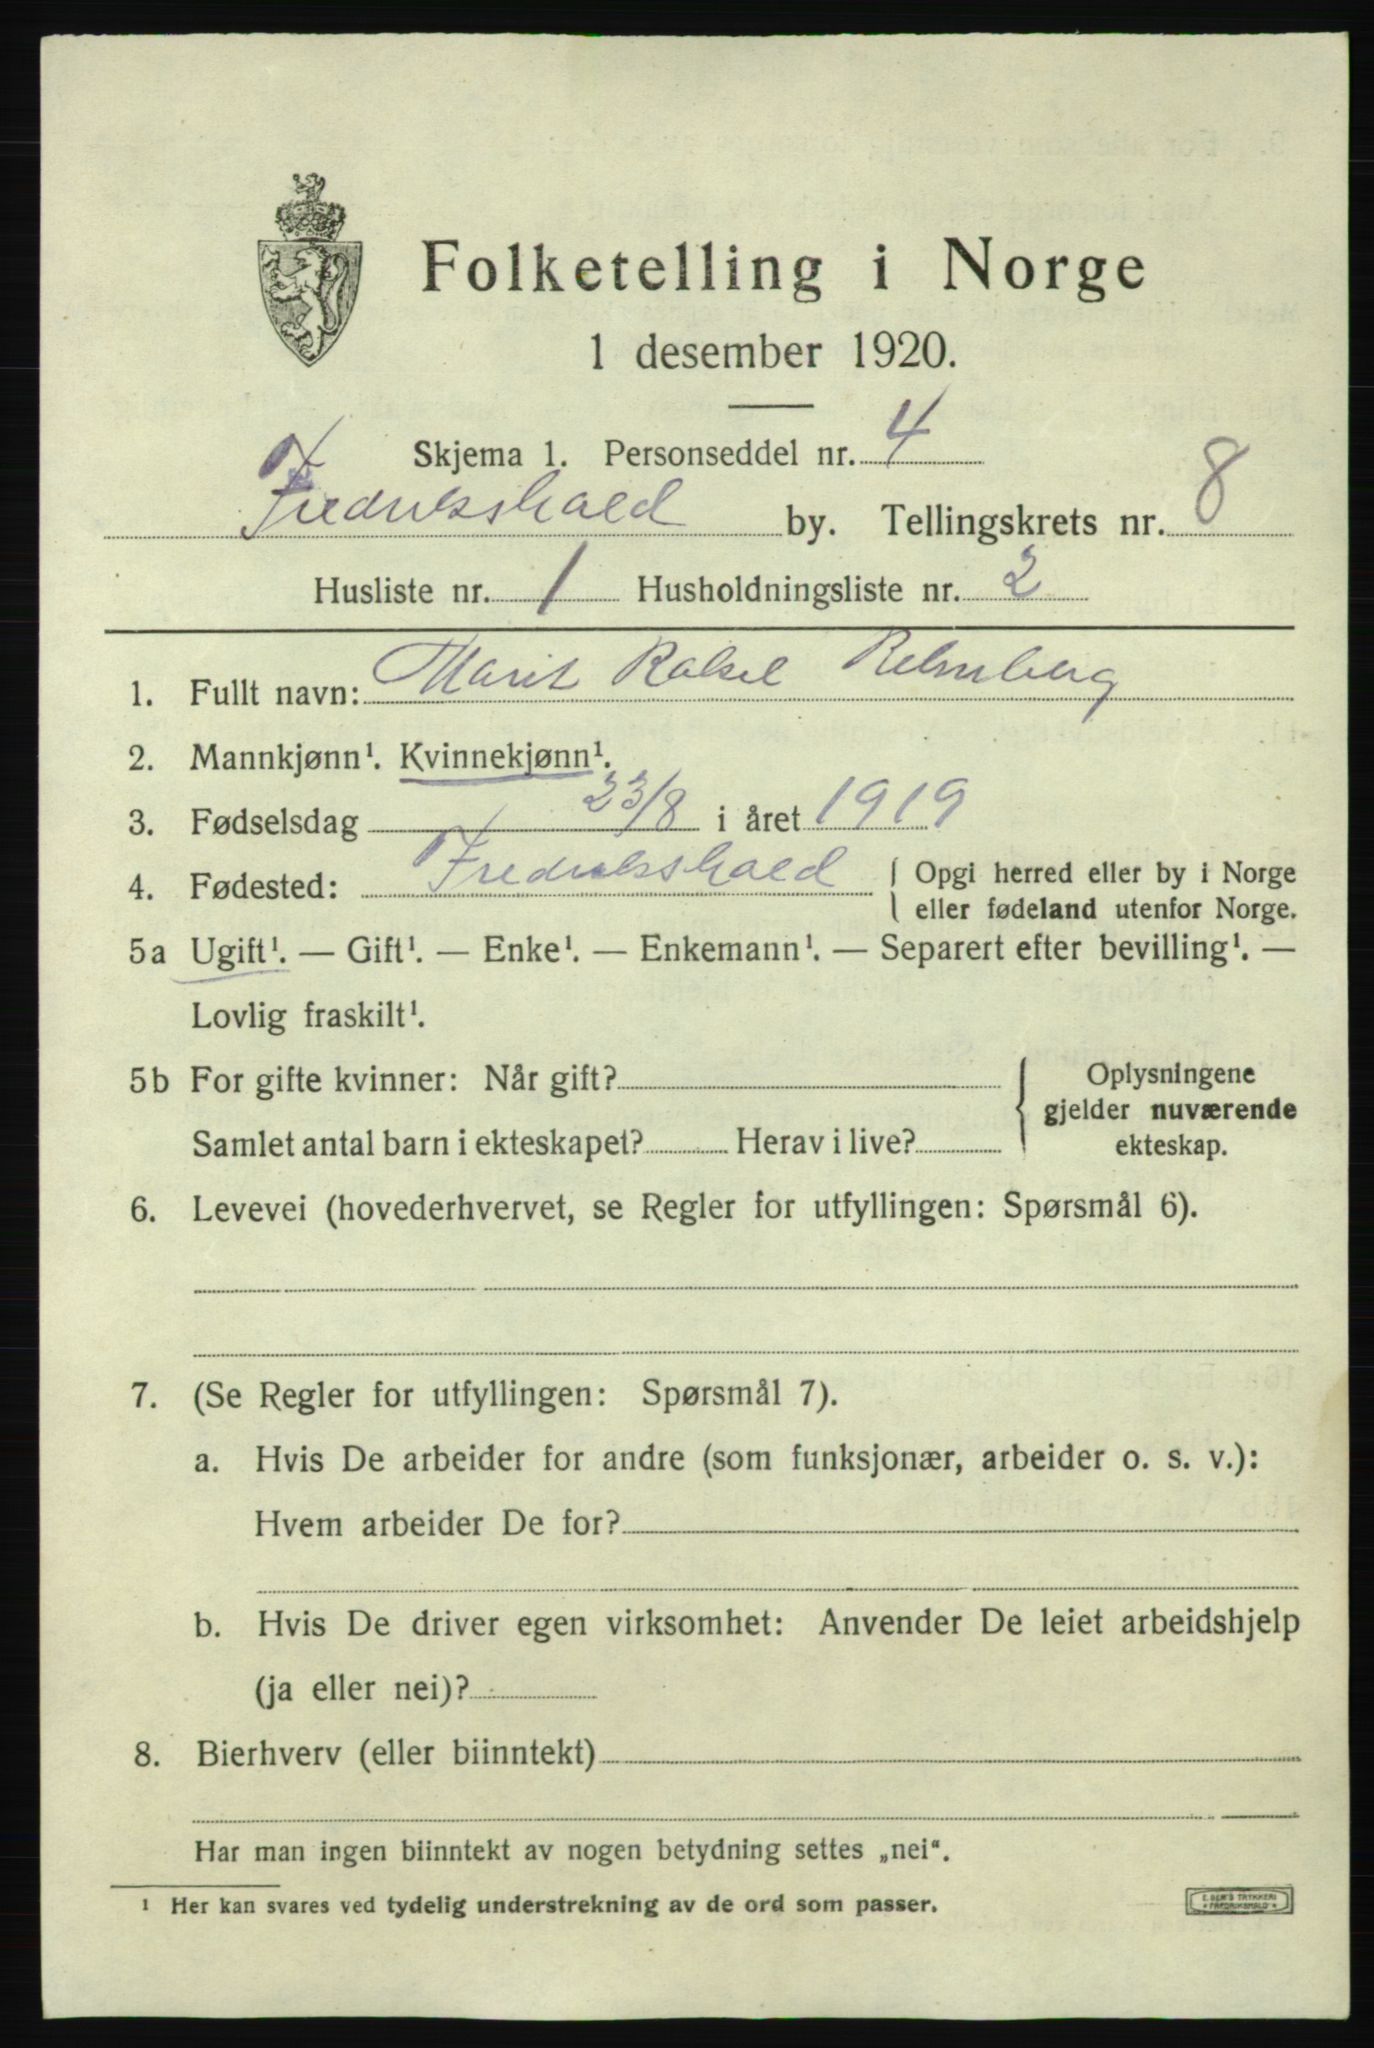 Folketelling i Norge
1 desember 1920.
Skjema 1. Personseddel nr. 4
Fredrikshald by. Tellingskrets nr. 8
Husliste nr. 1 Husholdningsliste nr. 2
1. Fullt navn: Marit Rakel
2. Mannkjønn¹. Kvinnekjønn¹.
3. Fødselsdag 23/8 i året 1919
4. Fødested: Fredrikshald { Opgi herred eller by i Norge
eller fødeland utenfor Norge.
5a Ugift¹. — Gift¹. — Enke¹. — Enkemann¹. — Separert efter bevilling¹. —
Lovlig fraskilt¹.
5b For gifte kvinner: Når gift?
Samlet antal barn i ekteskapet? Herav i live?
{ Oplysningene
gjelder nuværende
ekteskap.
6. Levevei (hovederhvervet, se Regler for utfyllingen: Spørsmål 6).
7. (Se Regler for utfyllingen: Spørsmål 7).
a. Hvis De arbeider for andre (som funksjonær, arbeider o. s. v.):
Hvem arbeider De for?
b. Hvis De driver egen virksomhet: Anvender De leiet arbeidshjelp
(ja eller nei)?
8. Bierhverv (eller biinntekt)
Har man ingen biinntekt av nogen betydning settes „nei“.
¹ Her kan svares ved tydelig understrekning av de ord som passer.